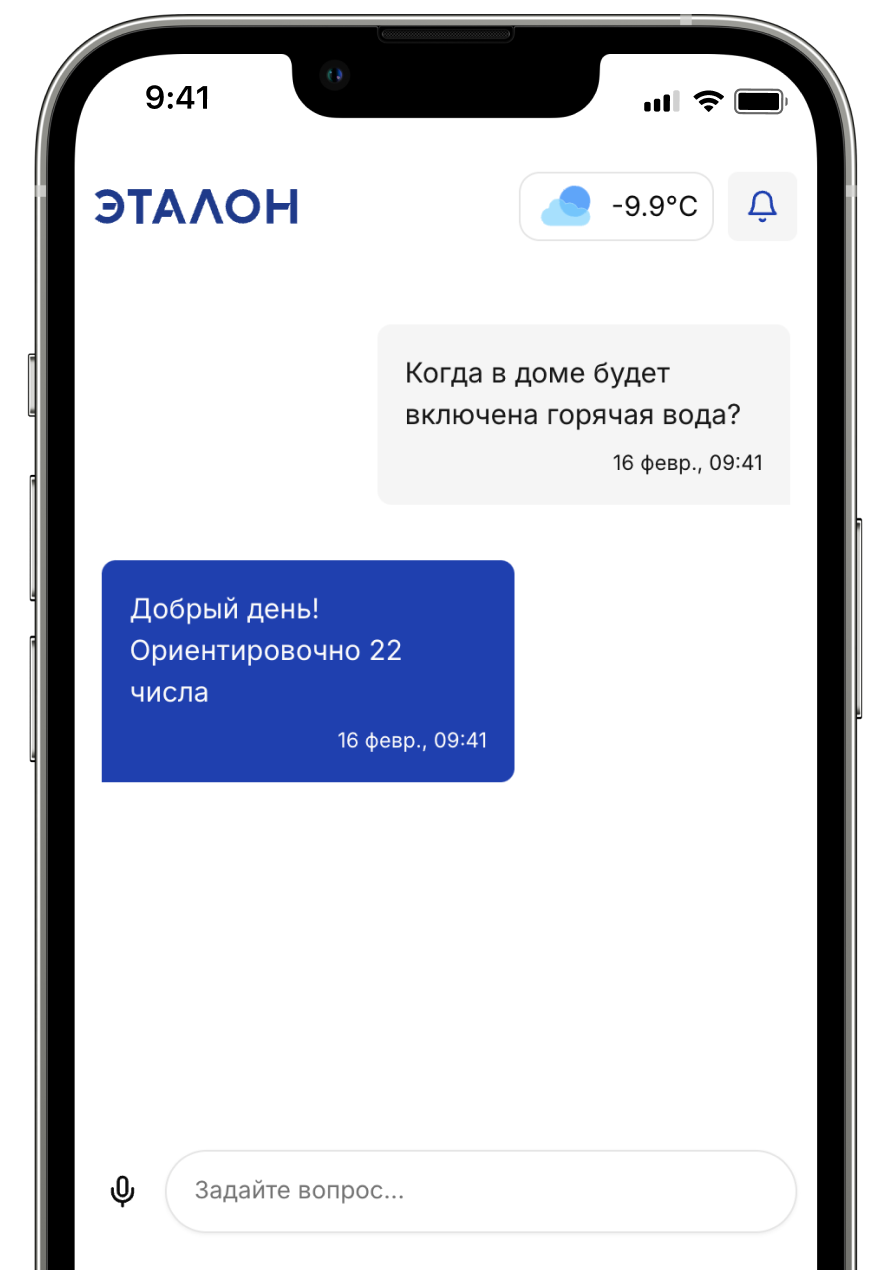 9:41
ЭТАЛОН
-9.9°C
Когда в доме будет
включена горячая вода?
16 февр., 09:41
Добрый день!
Ориентировочно 22
числа
16 февр., 09:41
Задайте вопрос...